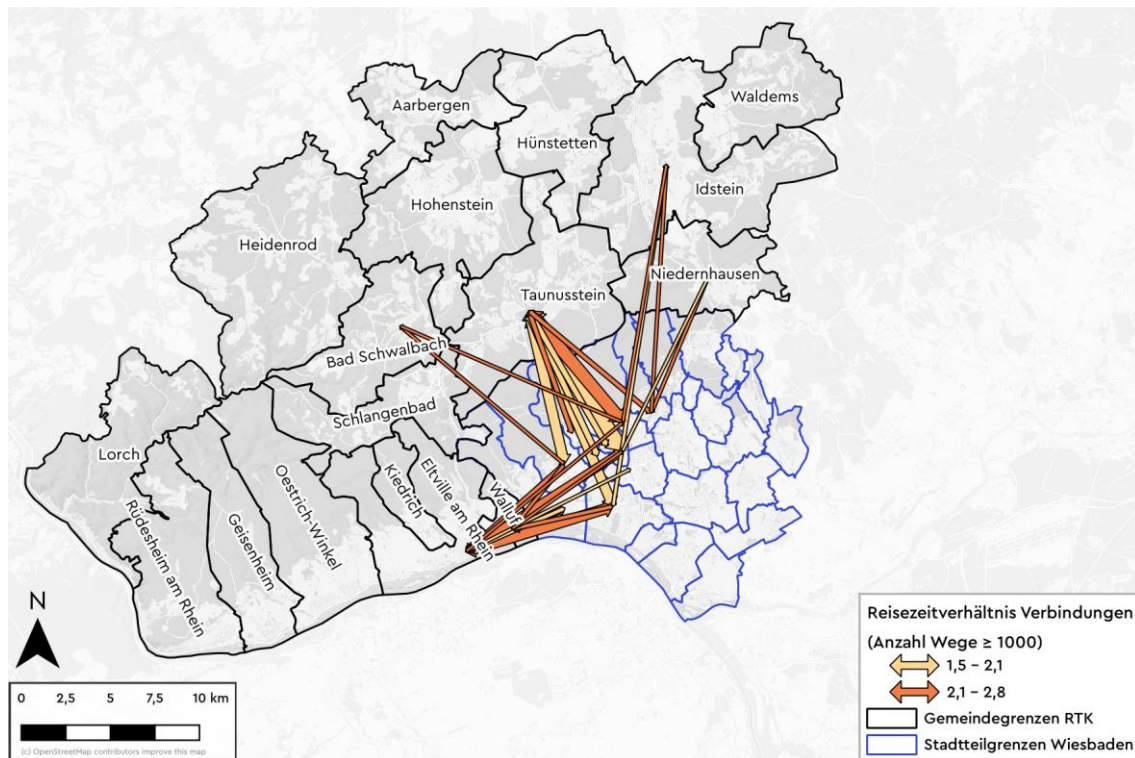 Aarbergen
Waldems
Hünstetten
Idstein
Hohenstein
Heidenrod
Niedernhausen
Taunusstein
Bad Schwalbach
Schlangenbad
Lorch
Rüdesheim am Rhein
Geisenheim
Oestrich-Winkel
Kiedrich
Eltville am Rhein
Walluf
N
0 2,5 5 7,5 10 km
(c) OpenStreetMap contributors improve this map
Reisezeitverhältnis Verbindungen
(Anzahl Wege ≥ 1000)
1,5 – 2,1
2,1 – 2,8
Gemeindegrenzen RTK
Stadtteilgrenzen Wiesbaden